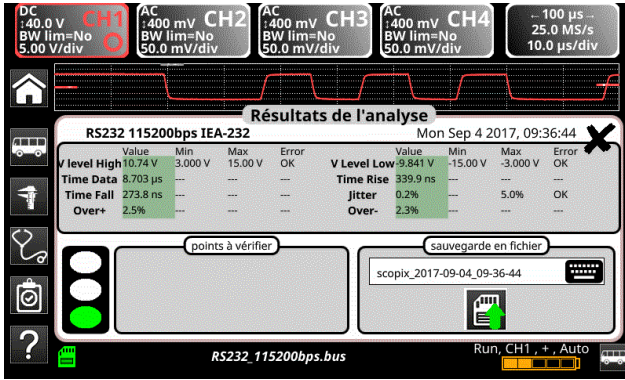 DC
↕40.0 V CH1
BW lim=No
5.00 V/div
AC
↕400 mV CH2
BW lim=No
50.0 mV/div
AC
↕400 mV CH3
BW lim=No
50.0 mV/div
AC
↕400 mV CH4
BW lim=No
50.0 mV/div
←100 µs→
25.0 MS/s
10.0 µs/div
Résultats de l'analyse
RS232 115200bps IEA-232 Mon Sep 4 2017, 09:36:44
Value Min Max Error Value Min Max Error
V level High 10.74 V 3.000 V 15.00 V OK V Level Low -9.841 V -15.00 V -3.000 V OK
Time Data 8.703 µs --- --- --- Time Rise 339.9 ns --- --- ---
Time Fall 273.8 ns --- --- --- Jitter 0.2% --- 5.0% OK
Over+ 2.5% --- --- --- Over- 2.3% --- --- ---
points à vérifier
sauvegarde en fichier
scopix_2017-09-04_09-36-44
?
RS232_115200bps.bus
Run, CH1 , + , Auto